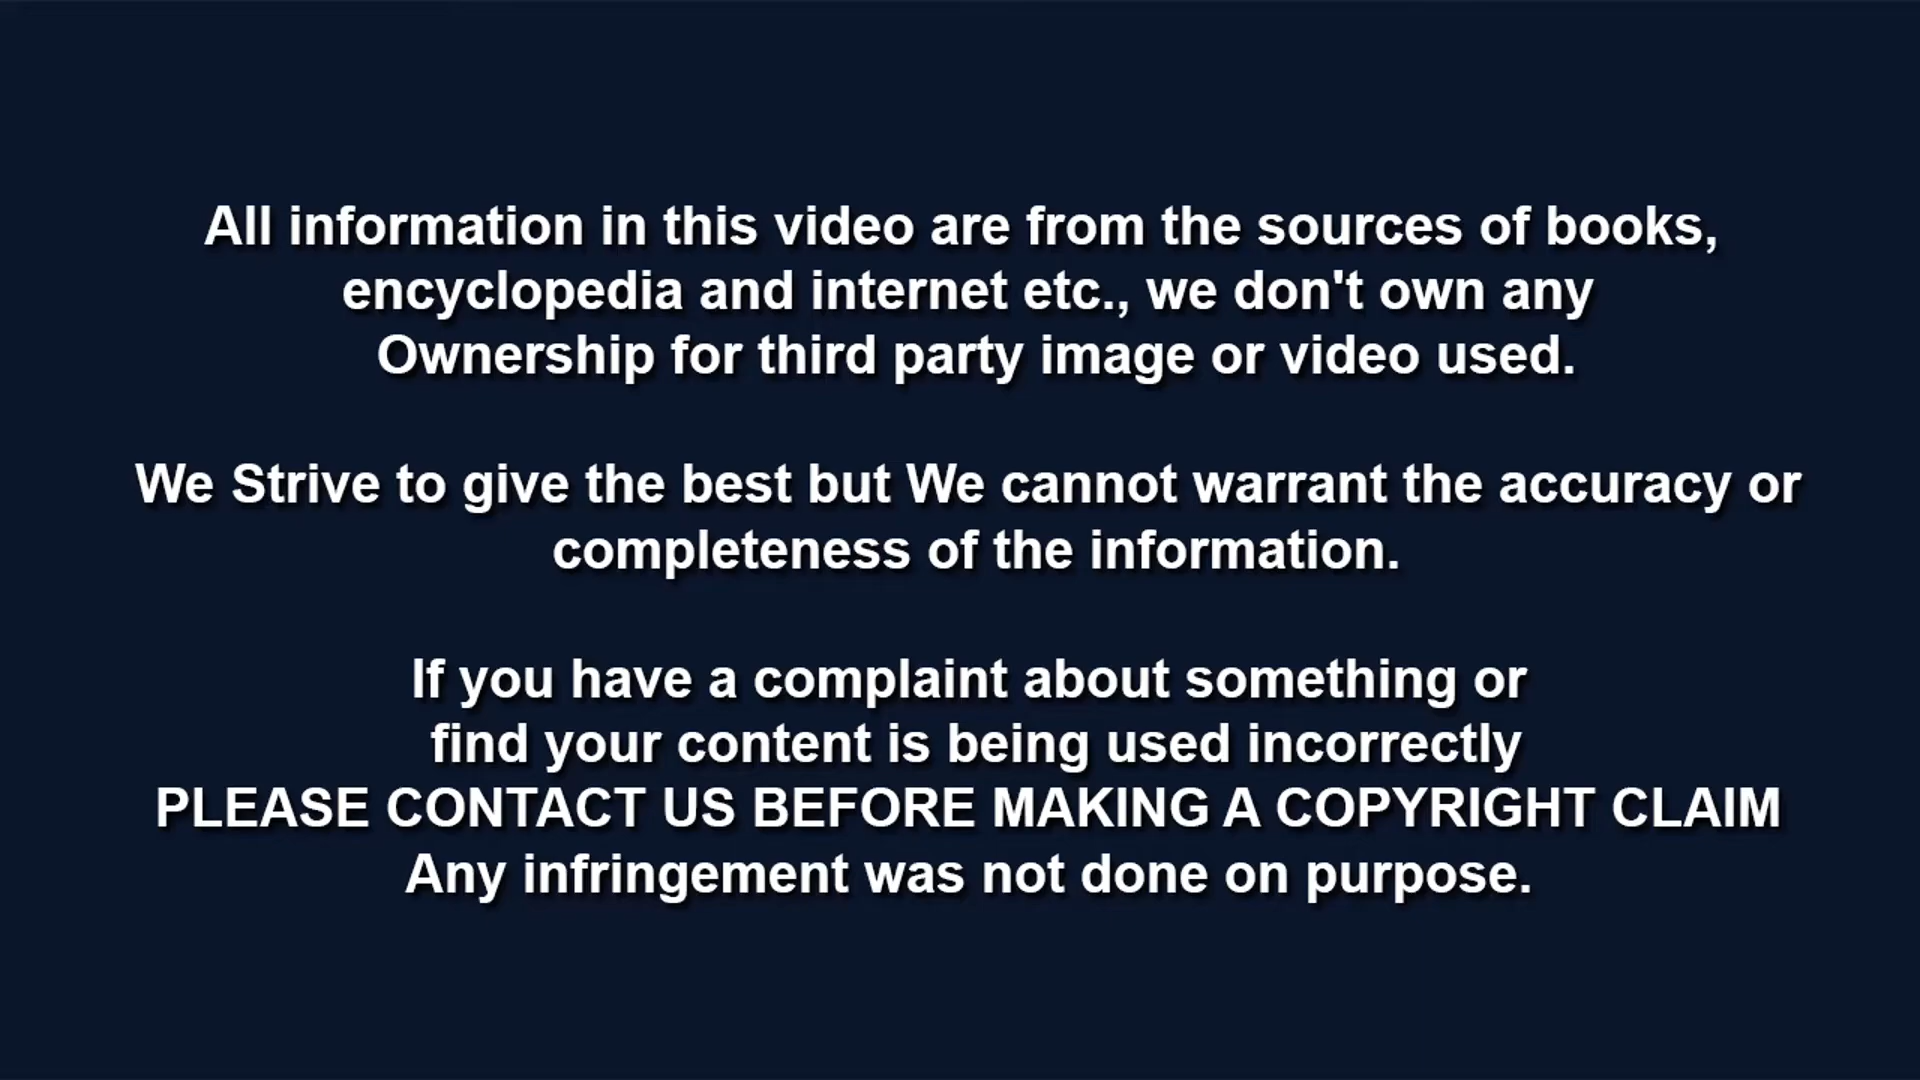 All information in this video are from the sources of books,
encyclopedia and internet etc., we don't own any
Ownership for third party image or video used.
We Strive to give the best but We cannot warrant the accuracy or
completeness of the information.
If you have a complaint about something or
find your content is being used incorrectly
PLEASE CONTACT US BEFORE MAKING A COPYRIGHT CLAIM
Any infringement was not done on purpose.